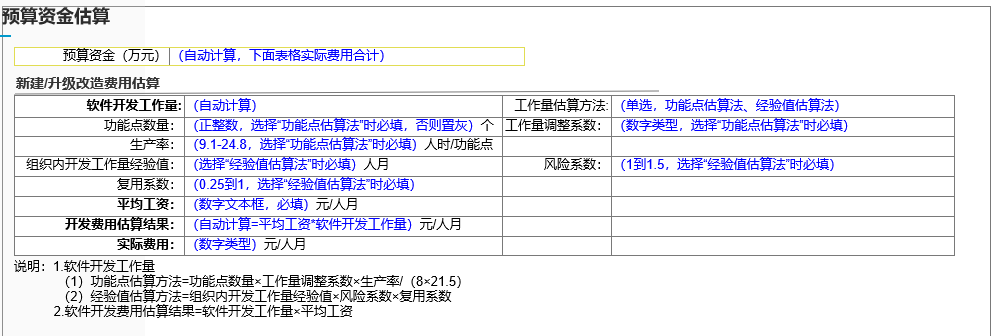 预算资金估算
预算资金（万元） （自动计算，下面表格实际费用合计）
新建/升级改造费用估算
软件开发工作量: （自动计算） 工作量估算方法: （单选，功能点估算法、经验值估算法）
功能点数量： （正整数，选择“功能点估算法”时必填，否则置灰）个 工作量调整系数： （数字类型，选择“功能点估算法”时必填）
生产率： （9.1-24.8，选择“功能点估算法”时必填）人时/功能点
组织内开发工作量经验值： （选择“经验值估算法”时必填）人月 风险系数： （1到1.5，选择“经验值估算法”时必填）
复用系数： （0.25到1，选择“经验值估算法”时必填）
平均工资： （数字文本框，必填）元/人月
开发费用估算结果： （自动计算=平均工资*软件开发工作量）元/人月
实际费用： （数字类型）元/人月
说明：1.软件开发工作量
（1）功能点估算方法=功能点数量×工作量调整系数×生产率/（8×21.5）
（2）经验值估算方法=组织内开发工作量经验值×风险系数×复用系数
2.软件开发费用估算结果=软件开发工作量×平均工资